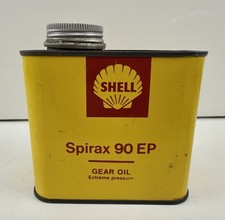 SHELL
Spirax 90 EP
GEAR OIL
Extreme pressure